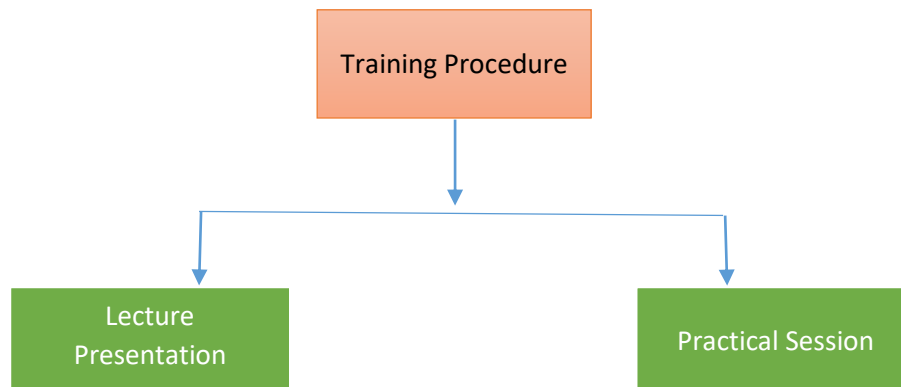 Training Procedure
Lecture
Presentation
Practical Session